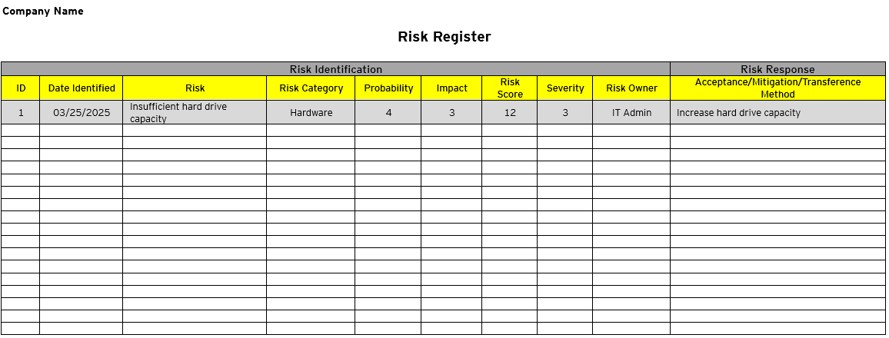 Company Name
Risk Register
Risk Identification Risk Response
ID Date Identified Risk Risk Category Probability Impact Risk Score Severity Risk Owner Acceptance/Mitigation/Transference Method
1 03/25/2025 Insufficient hard drive capacity Hardware 4 3 12 3 IT Admin Increase hard drive capacity